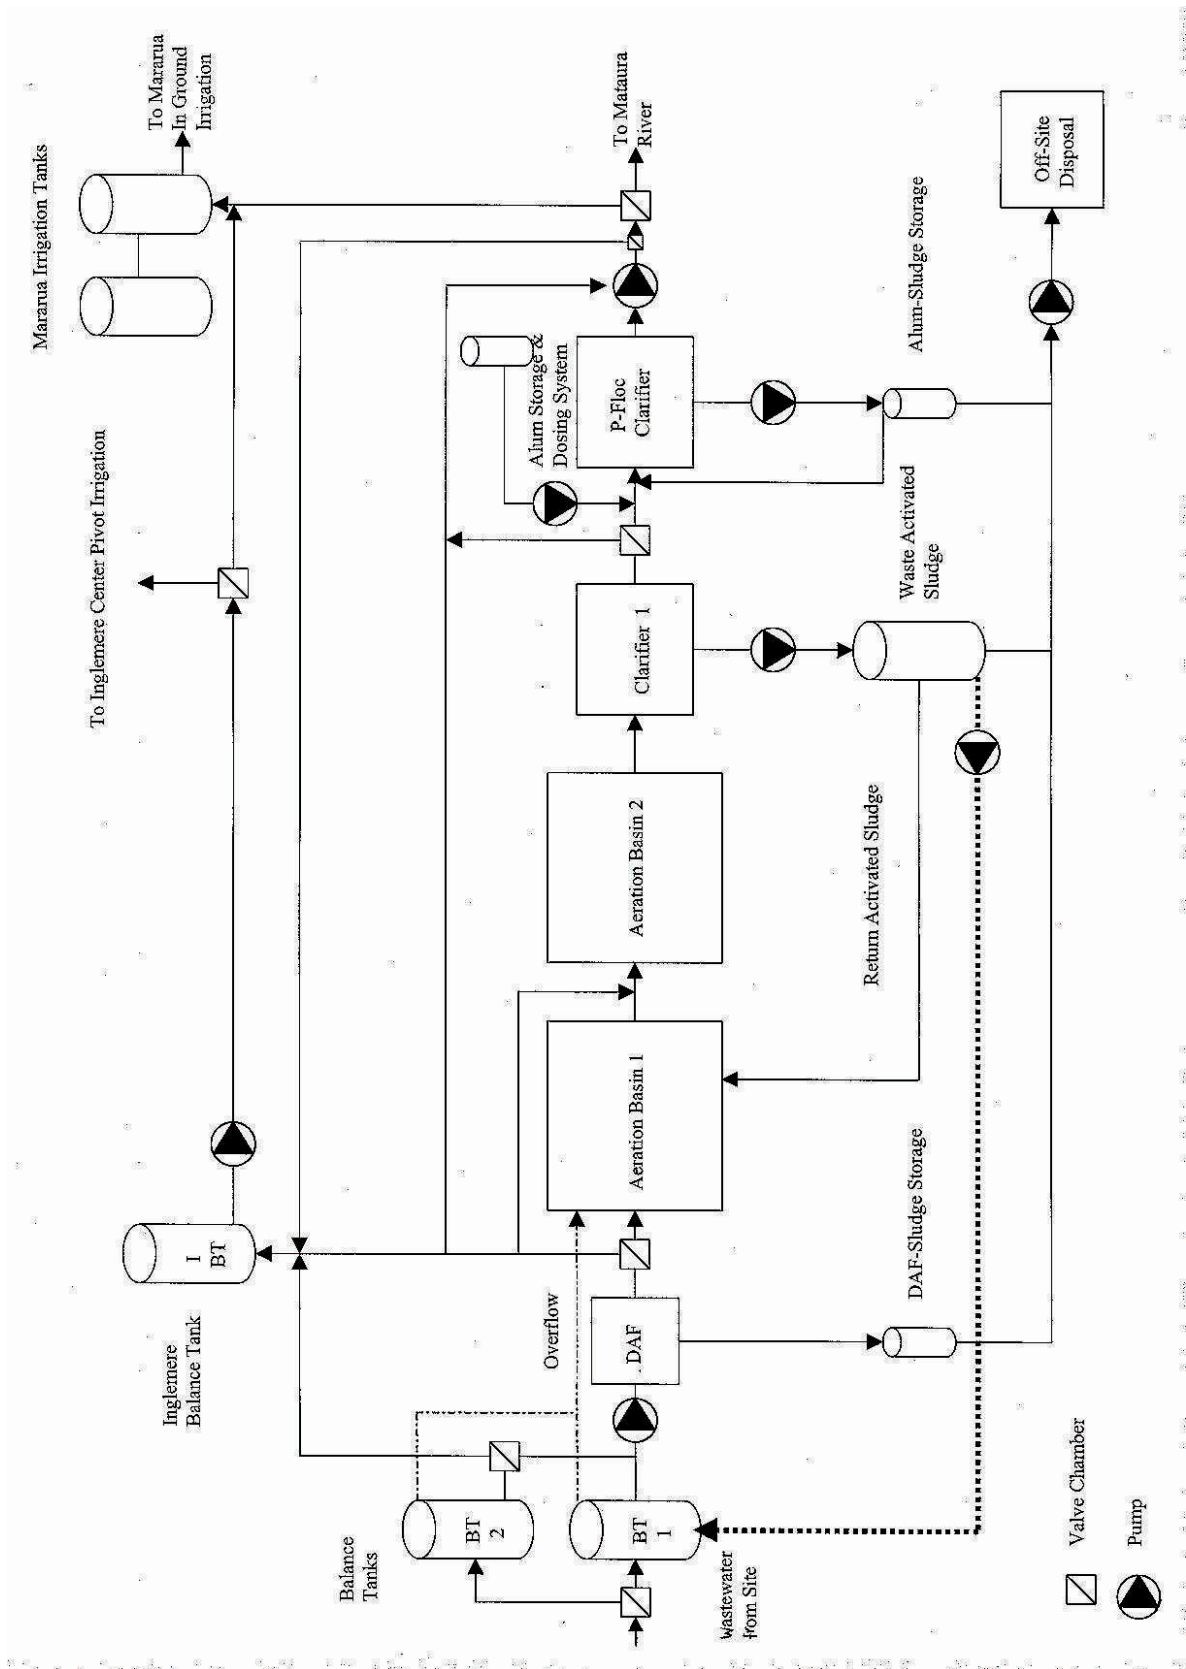 Mararua Irrigation Tanks
To Mararua
In Ground
Irrigation
To Inglemere Center Pivot Irrigation
Inglemere
Balance Tank
I
BT
Balance
Tanks
BT
2
BT
1
Wastewater
from Site
Overflow
DAF
Aeration Basin 1
Aeration Basin 2
Clarifier 1
Alum Storage &
Dosing System
P-Floc
Clarifier
To Mataura
River
DAF-Sludge Storage
Return Activated Sludge
Waste Activated
Sludge
Alum-Sludge Storage
Off-Site
Disposal
Valve Chamber
Pump